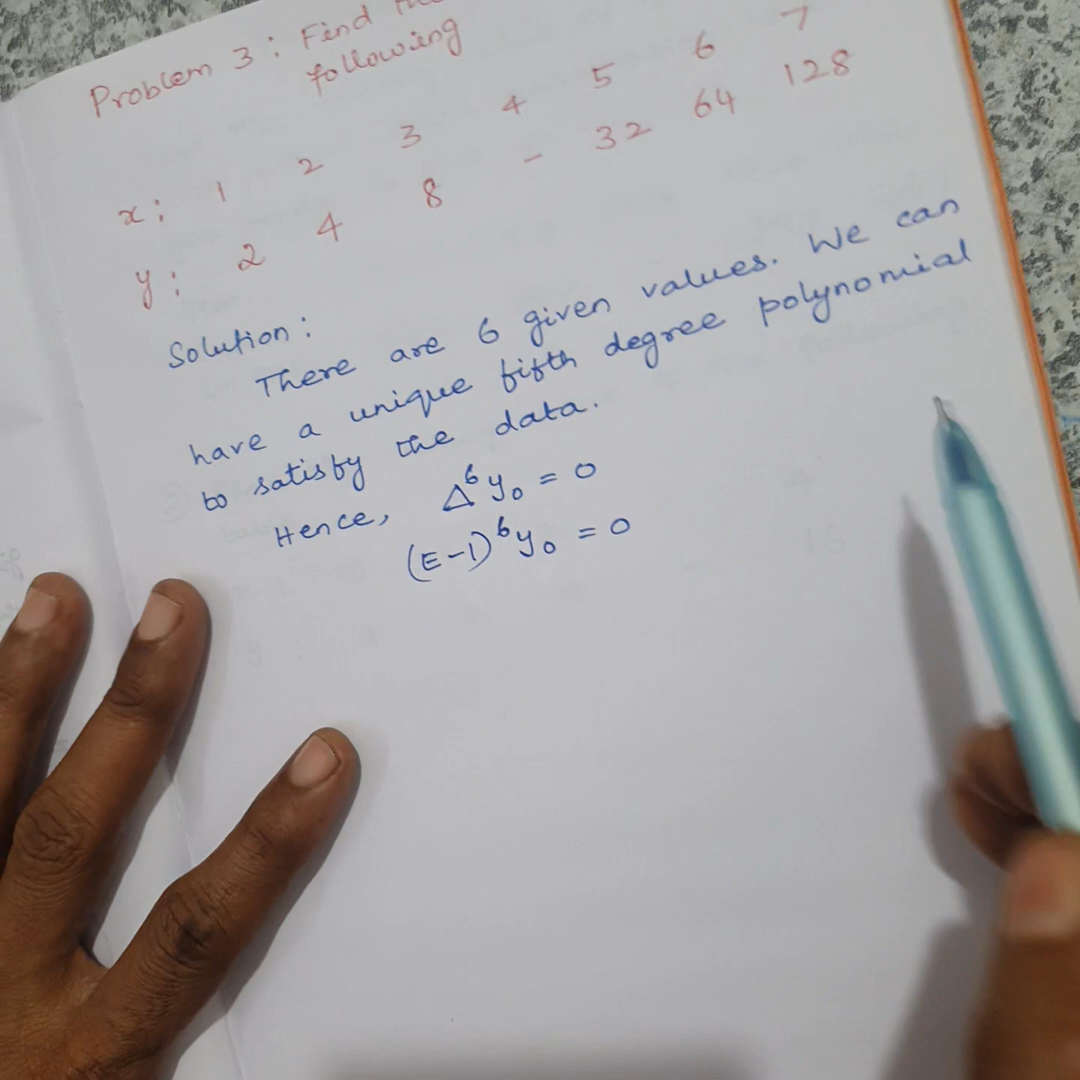 Problem 3: Find
following
x: 1 2 3 4 5 6 7
y: 2 4 8 - 32 64 128
Solution:
There are 6 given values. We can
have a unique fifth degree polynomial
to satisfy the data.
Hence, Δ⁶y₀ = 0
(E-1)⁶y₀ = 0